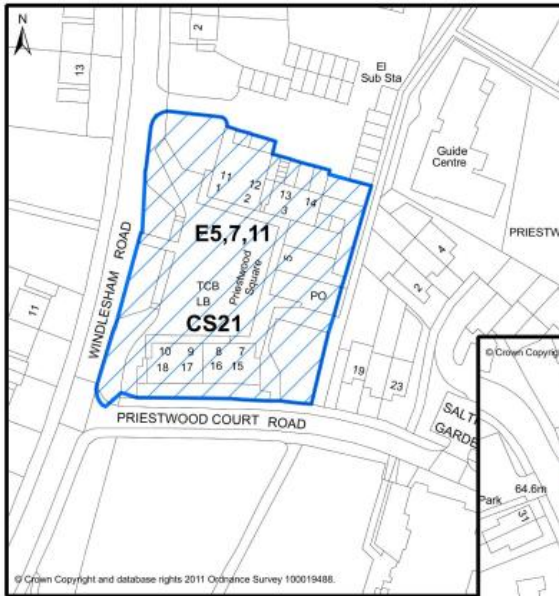 N
2
13
El
Sub Sta
Guide
Centre
11 12 13 14
1 2 3
E5,7,11
PRIESTW
WINDLESHAM ROAD
TCB
LB
Priestwood
Square
5
PO
4
2
CS21
11
10 9 8 7
18 17 16 15
19
23
© Crown Copyrig
PRIESTWOOD COURT ROAD
SALT
GARDE
Park
64.6m
31
© Crown Copyright and database rights 2011 Ordnance Survey 100019488.